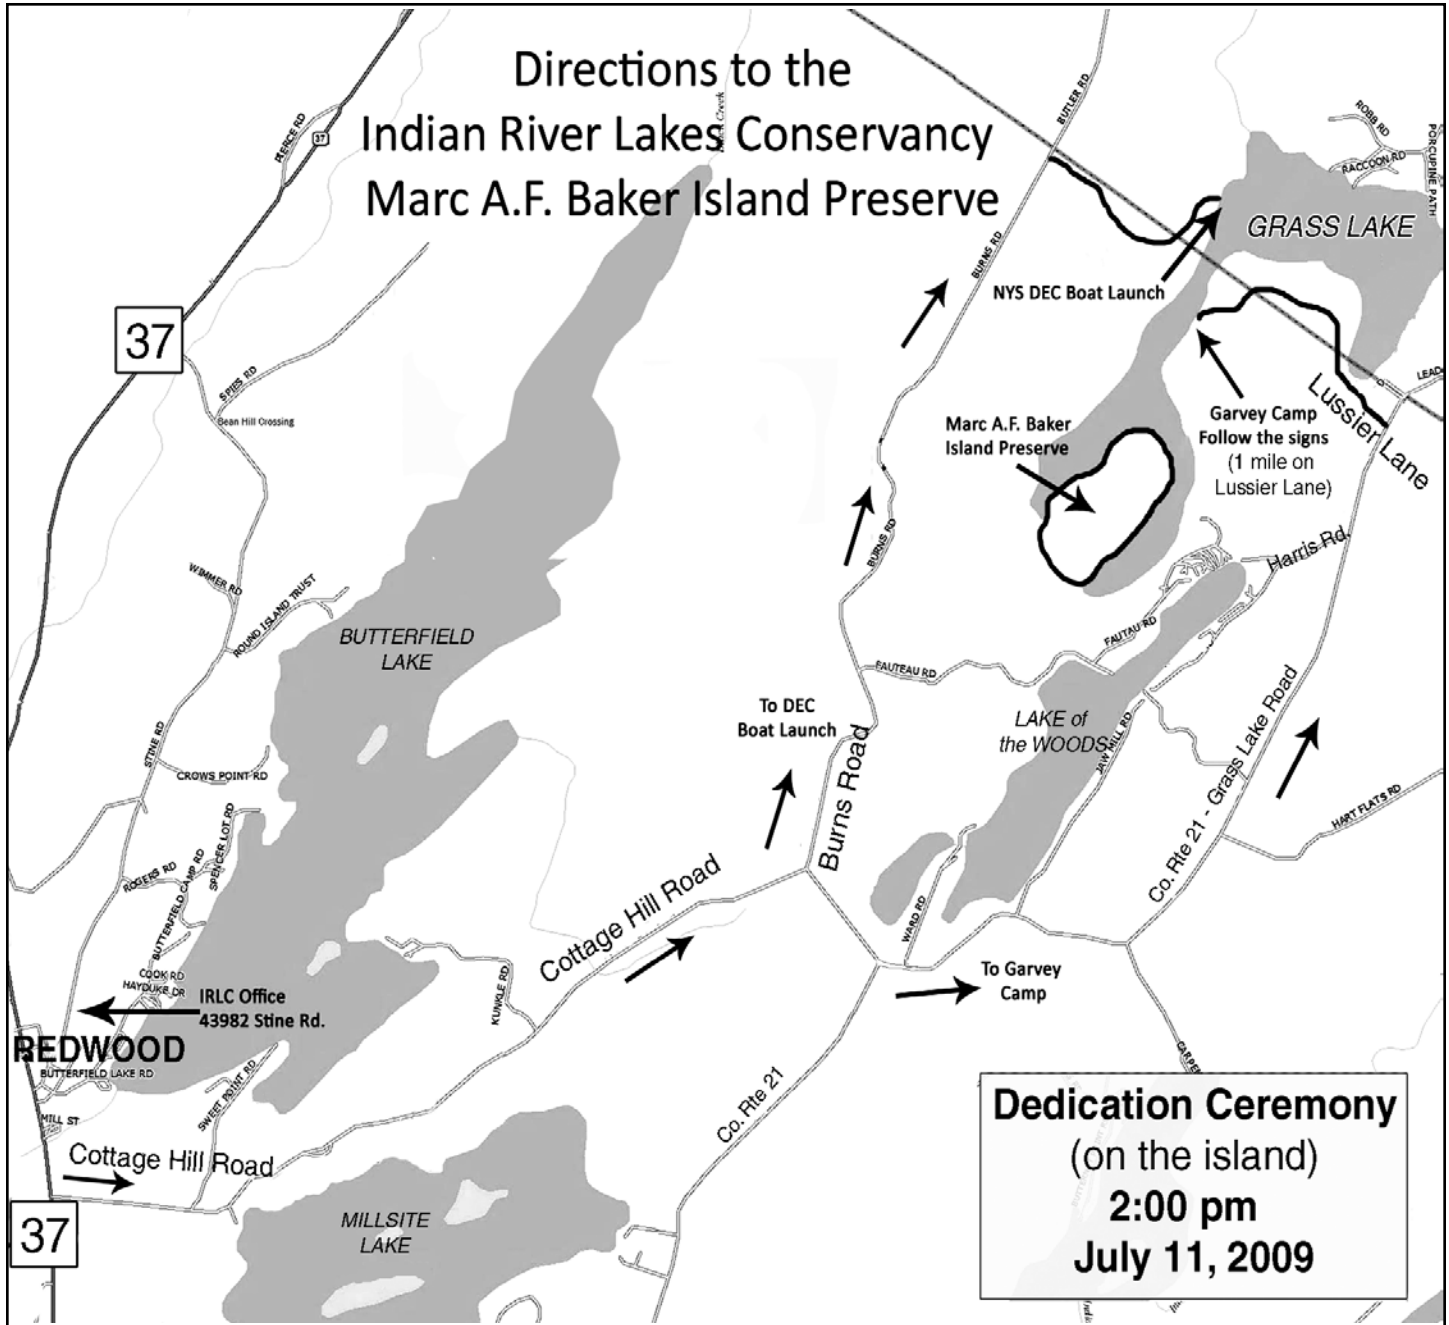 Directions to the
Indian River Lakes Conservancy
Marc A.F. Baker Island Preserve
PIERCE RD
37
BUTLER RD
ROBB RD
RACCOON RD
PORCUPINE PATH
GRASS LAKE
BURNS RD
NYS DEC Boat Launch
37
SPIES RD
Bean Hill Crossing
LEAD
Lussier Lane
Garvey Camp
Follow the signs
(1 mile on
Lussier Lane)
Marc A.F. Baker
Island Preserve
BURNS RD
Harris Rd.
WIMMER RD
ROUND ISLAND TRUST
BUTTERFIELD
LAKE
FAUTAU RD
FAUTEAU RD
To DEC
Boat Launch
LAKE of
the WOODS
JAW MILL RD
Burns Road
Co. Rte 21 - Grass Lake Road
HART FLATS RD
STINE RD
CROWS POINT RD
SPENCER LOT RD
ROGERS RD
BUTTERFIELD CAMP RD
WARD RD
Cottage Hill Road
To Garvey
Camp
KUNKLE RD
COOK RD
HAYDUKE DR
IRLC Office
43982 Stine Rd.
REDWOOD
BUTTERFIELD LAKE RD
SWEET POINT RD
MILL ST
Cottage Hill Road
Co. Rte 21
37
MILLSITE
LAKE
Dedication Ceremony
(on the island)
2:00 pm
July 11, 2009